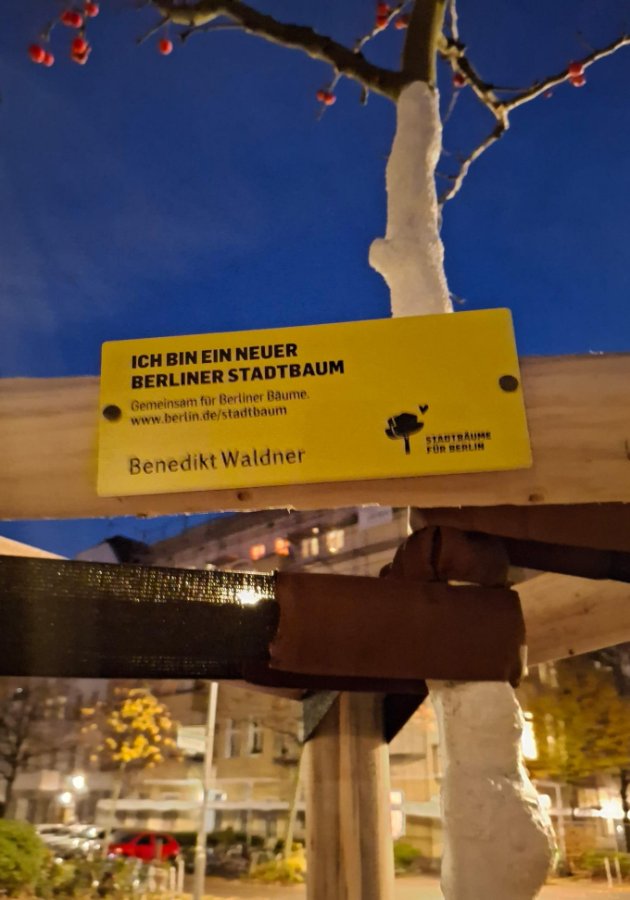 ICH BIN EIN NEUER
BERLINER STADTBAUM
Gemeinsam für Berliner Bäume.
www.berlin.de/stadtbaum
Benedikt Waldner
STADTBÄUME
FÜR BERLIN